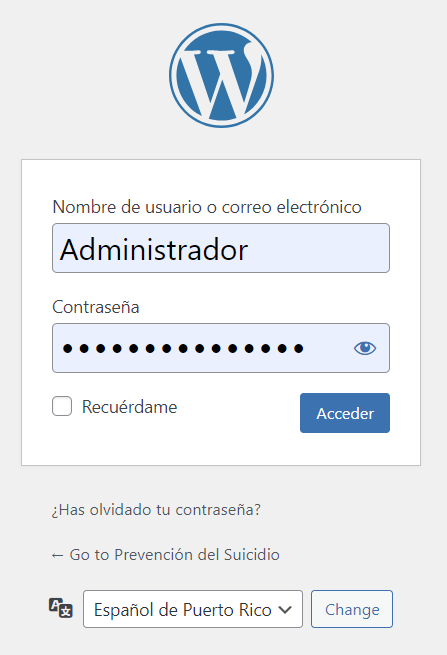 Nombre de usuario o correo electrónico
Administrador
Contraseña
•••••••••••••••
Recuérdame
Acceder
¿Has olvidado tu contraseña?
← Go to Prevención del Suicidio
Español de Puerto Rico
Change